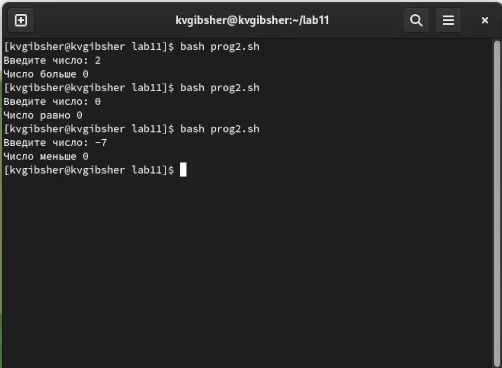 kvgibsher@kvgibsher:~/lab11
[kvgibsher@kvgibsher lab11]$ bash prog2.sh
Введите число: 2
Число больше 0
[kvgibsher@kvgibsher lab11]$ bash prog2.sh
Введите число: 0
Число равно 0
[kvgibsher@kvgibsher lab11]$ bash prog2.sh
Введите число: -7
Число меньше 0
[kvgibsher@kvgibsher lab11]$